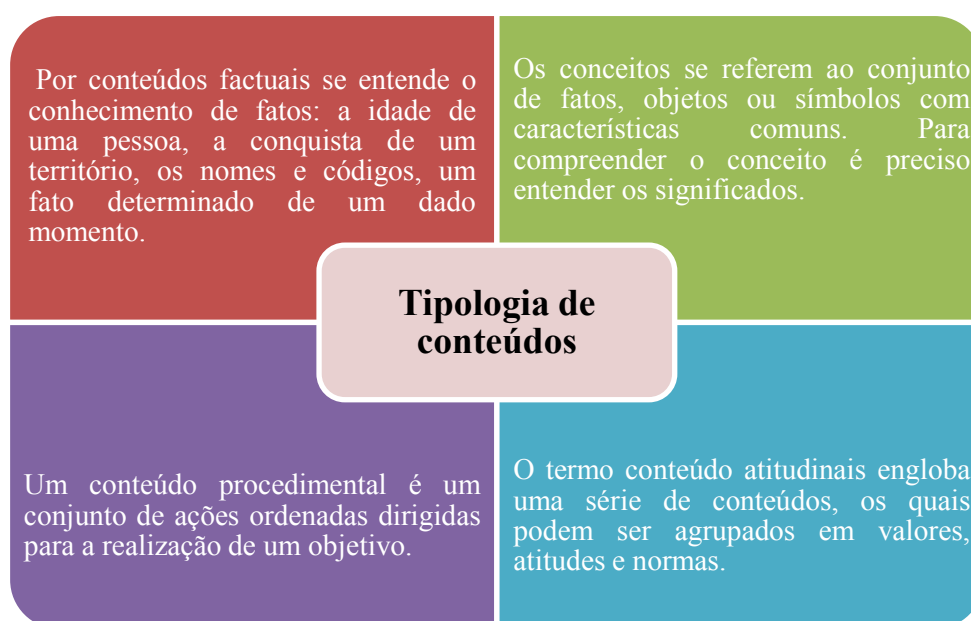 Por conteúdos factuais se entende o
conhecimento de fatos: a idade de
uma pessoa, a conquista de um
território, os nomes e códigos, um
fato determinado de um dado
momento.
Os conceitos se referem ao conjunto
de fatos, objetos ou símbolos com
características comuns. Para
compreender o conceito é preciso
entender os significados.
Tipologia de
conteúdos
Um conteúdo procedimental é um
conjunto de ações ordenadas dirigidas
para a realização de um objetivo.
O termo conteúdo atitudinais engloba
uma série de conteúdos, os quais
podem ser agrupados em valores,
atitudes e normas.